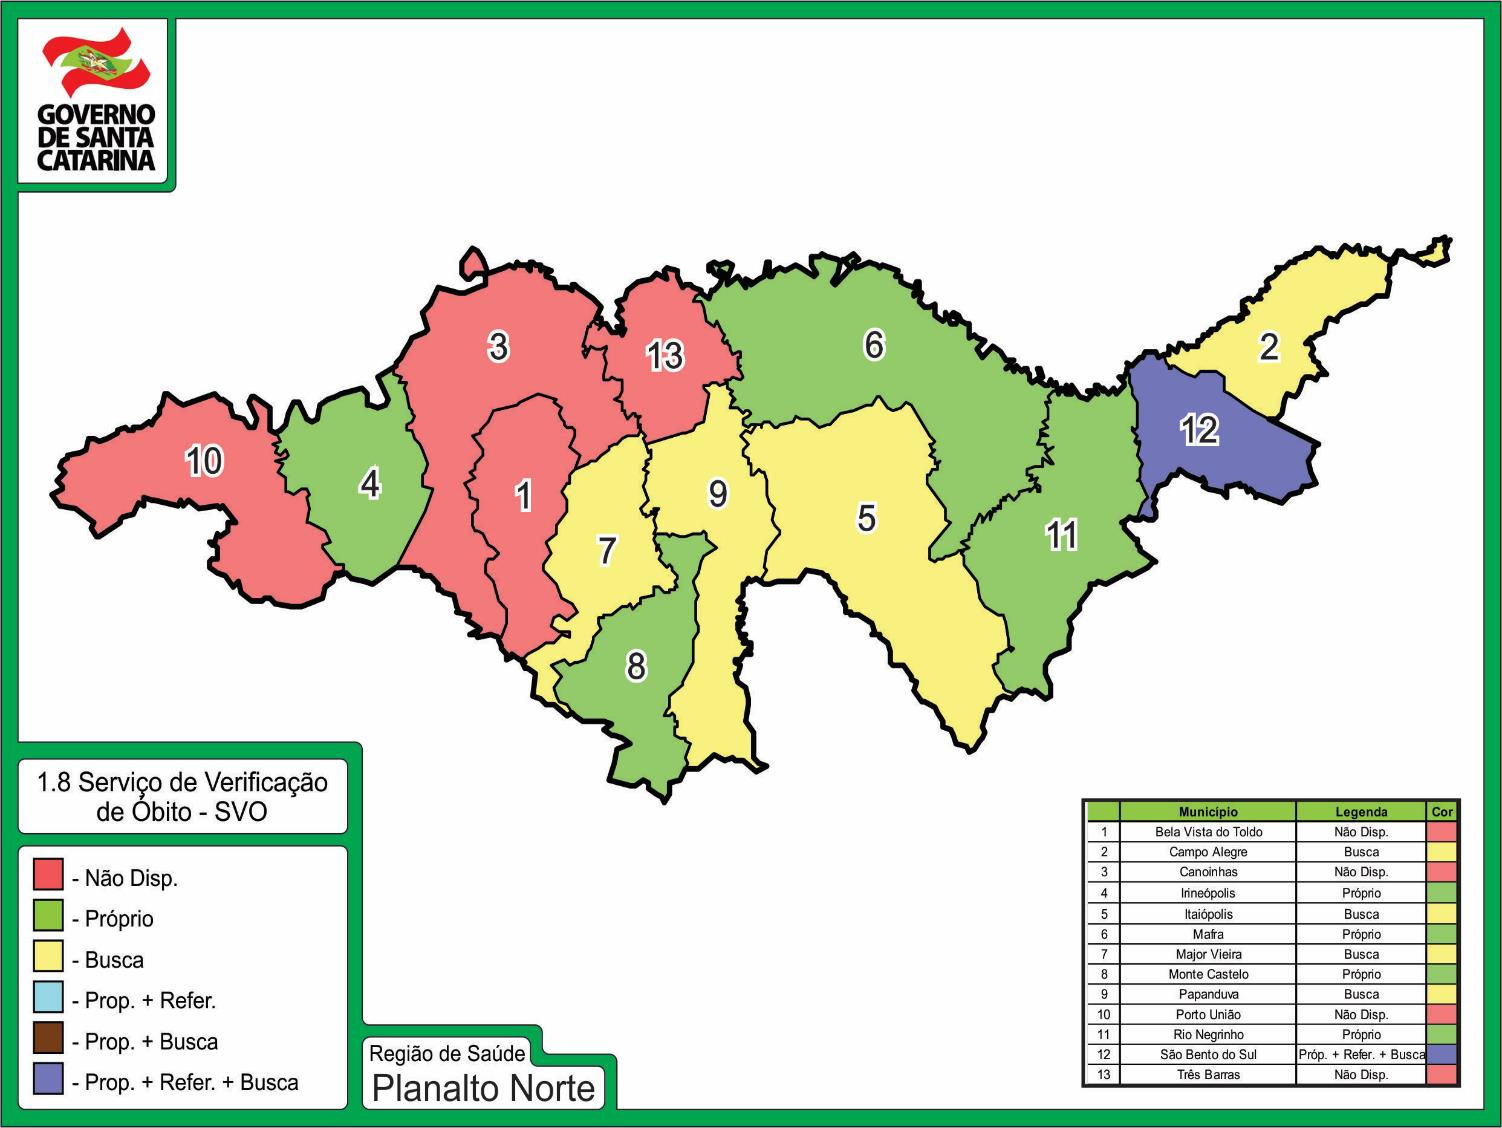 GOVERNO
DE SANTA
CATARINA
3
13
6
2
10
4
1
7
9
5
11
12
8
1.8 Serviço de Verificação
de Óbito - SVO
- Não Disp.
- Próprio
- Busca
- Prop. + Refer.
- Prop. + Busca
- Prop. + Refer. + Busca
Região de Saúde
Planalto Norte
Município Legenda Cor
1 Bela Vista do Toldo Não Disp.
2 Campo Alegre Busca
3 Canoinhas Não Disp.
4 Irineópolis Próprio
5 Itaiópolis Busca
6 Mafra Próprio
7 Major Vieira Busca
8 Monte Castelo Próprio
9 Papanduva Busca
10 Porto União Não Disp.
11 Rio Negrinho Próprio
12 São Bento do Sul Próp. + Refer. + Busca
13 Três Barras Não Disp.